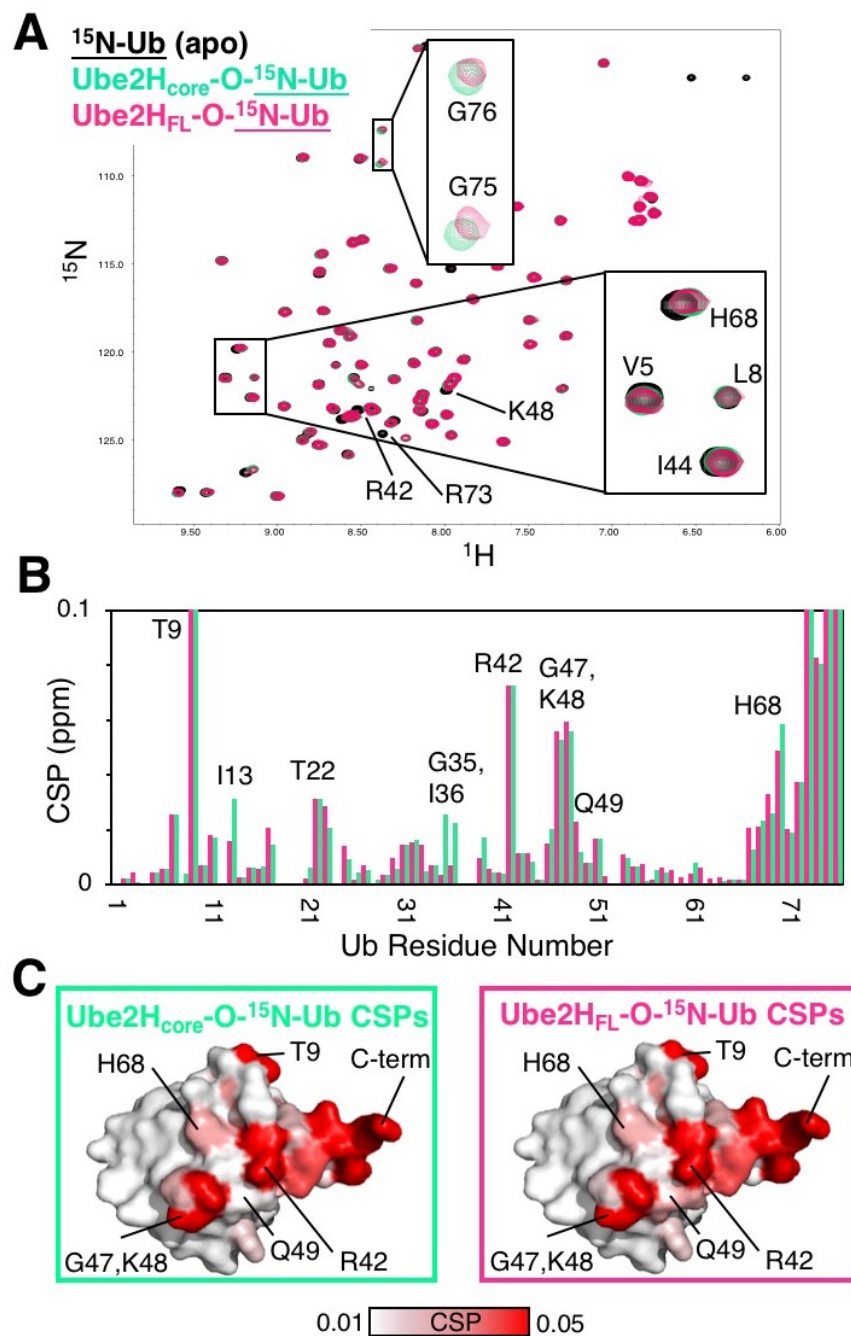 A
15N-Ub (apo)
Ube2Hcore-O-15N-Ub
Ube2HFL-O-15N-Ub
G76
G75
110.0
115.0
15N
120.0
125.0
H68
V5
L8
I44
K48
R42
R73
9.50 9.00 8.50 8.00 7.50 7.00 6.50 6.00
1H
B
0.1
CSP (ppm)
0
T9
I13
T22
G35,
I36
R42
G47,
K48
Q49
H68
1 11 21 31 41 51 61 71
Ub Residue Number
C
Ube2Hcore-O-15N-Ub CSPs
H68
T9
C-term
G47,K48
Q49
R42
Ube2HFL-O-15N-Ub CSPs
H68
T9
C-term
G47,K48
Q49
R42
0.01 CSP 0.05